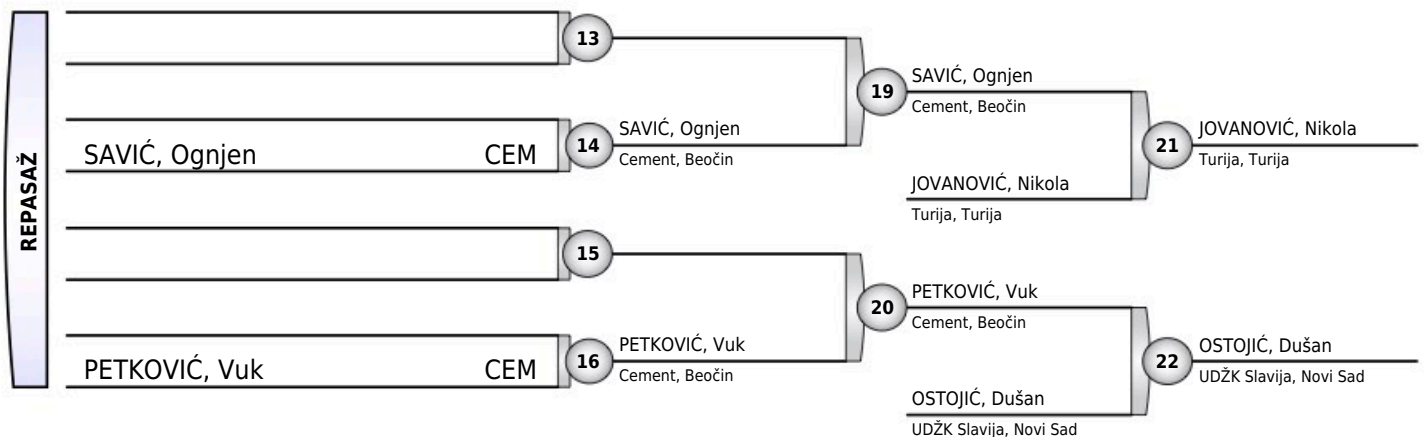 REPASAŽ
13
19
SAVIĆ, Ognjen
Cement, Beočin
SAVIĆ, Ognjen CEM
14
SAVIĆ, Ognjen
Cement, Beočin
21
JOVANOVIĆ, Nikola
Turija, Turija
JOVANOVIĆ, Nikola
Turija, Turija
15
20
PETKOVIĆ, Vuk
Cement, Beočin
PETKOVIĆ, Vuk CEM
16
PETKOVIĆ, Vuk
Cement, Beočin
22
OSTOJIĆ, Dušan
UDŽK Slavija, Novi Sad
OSTOJIĆ, Dušan
UDŽK Slavija, Novi Sad